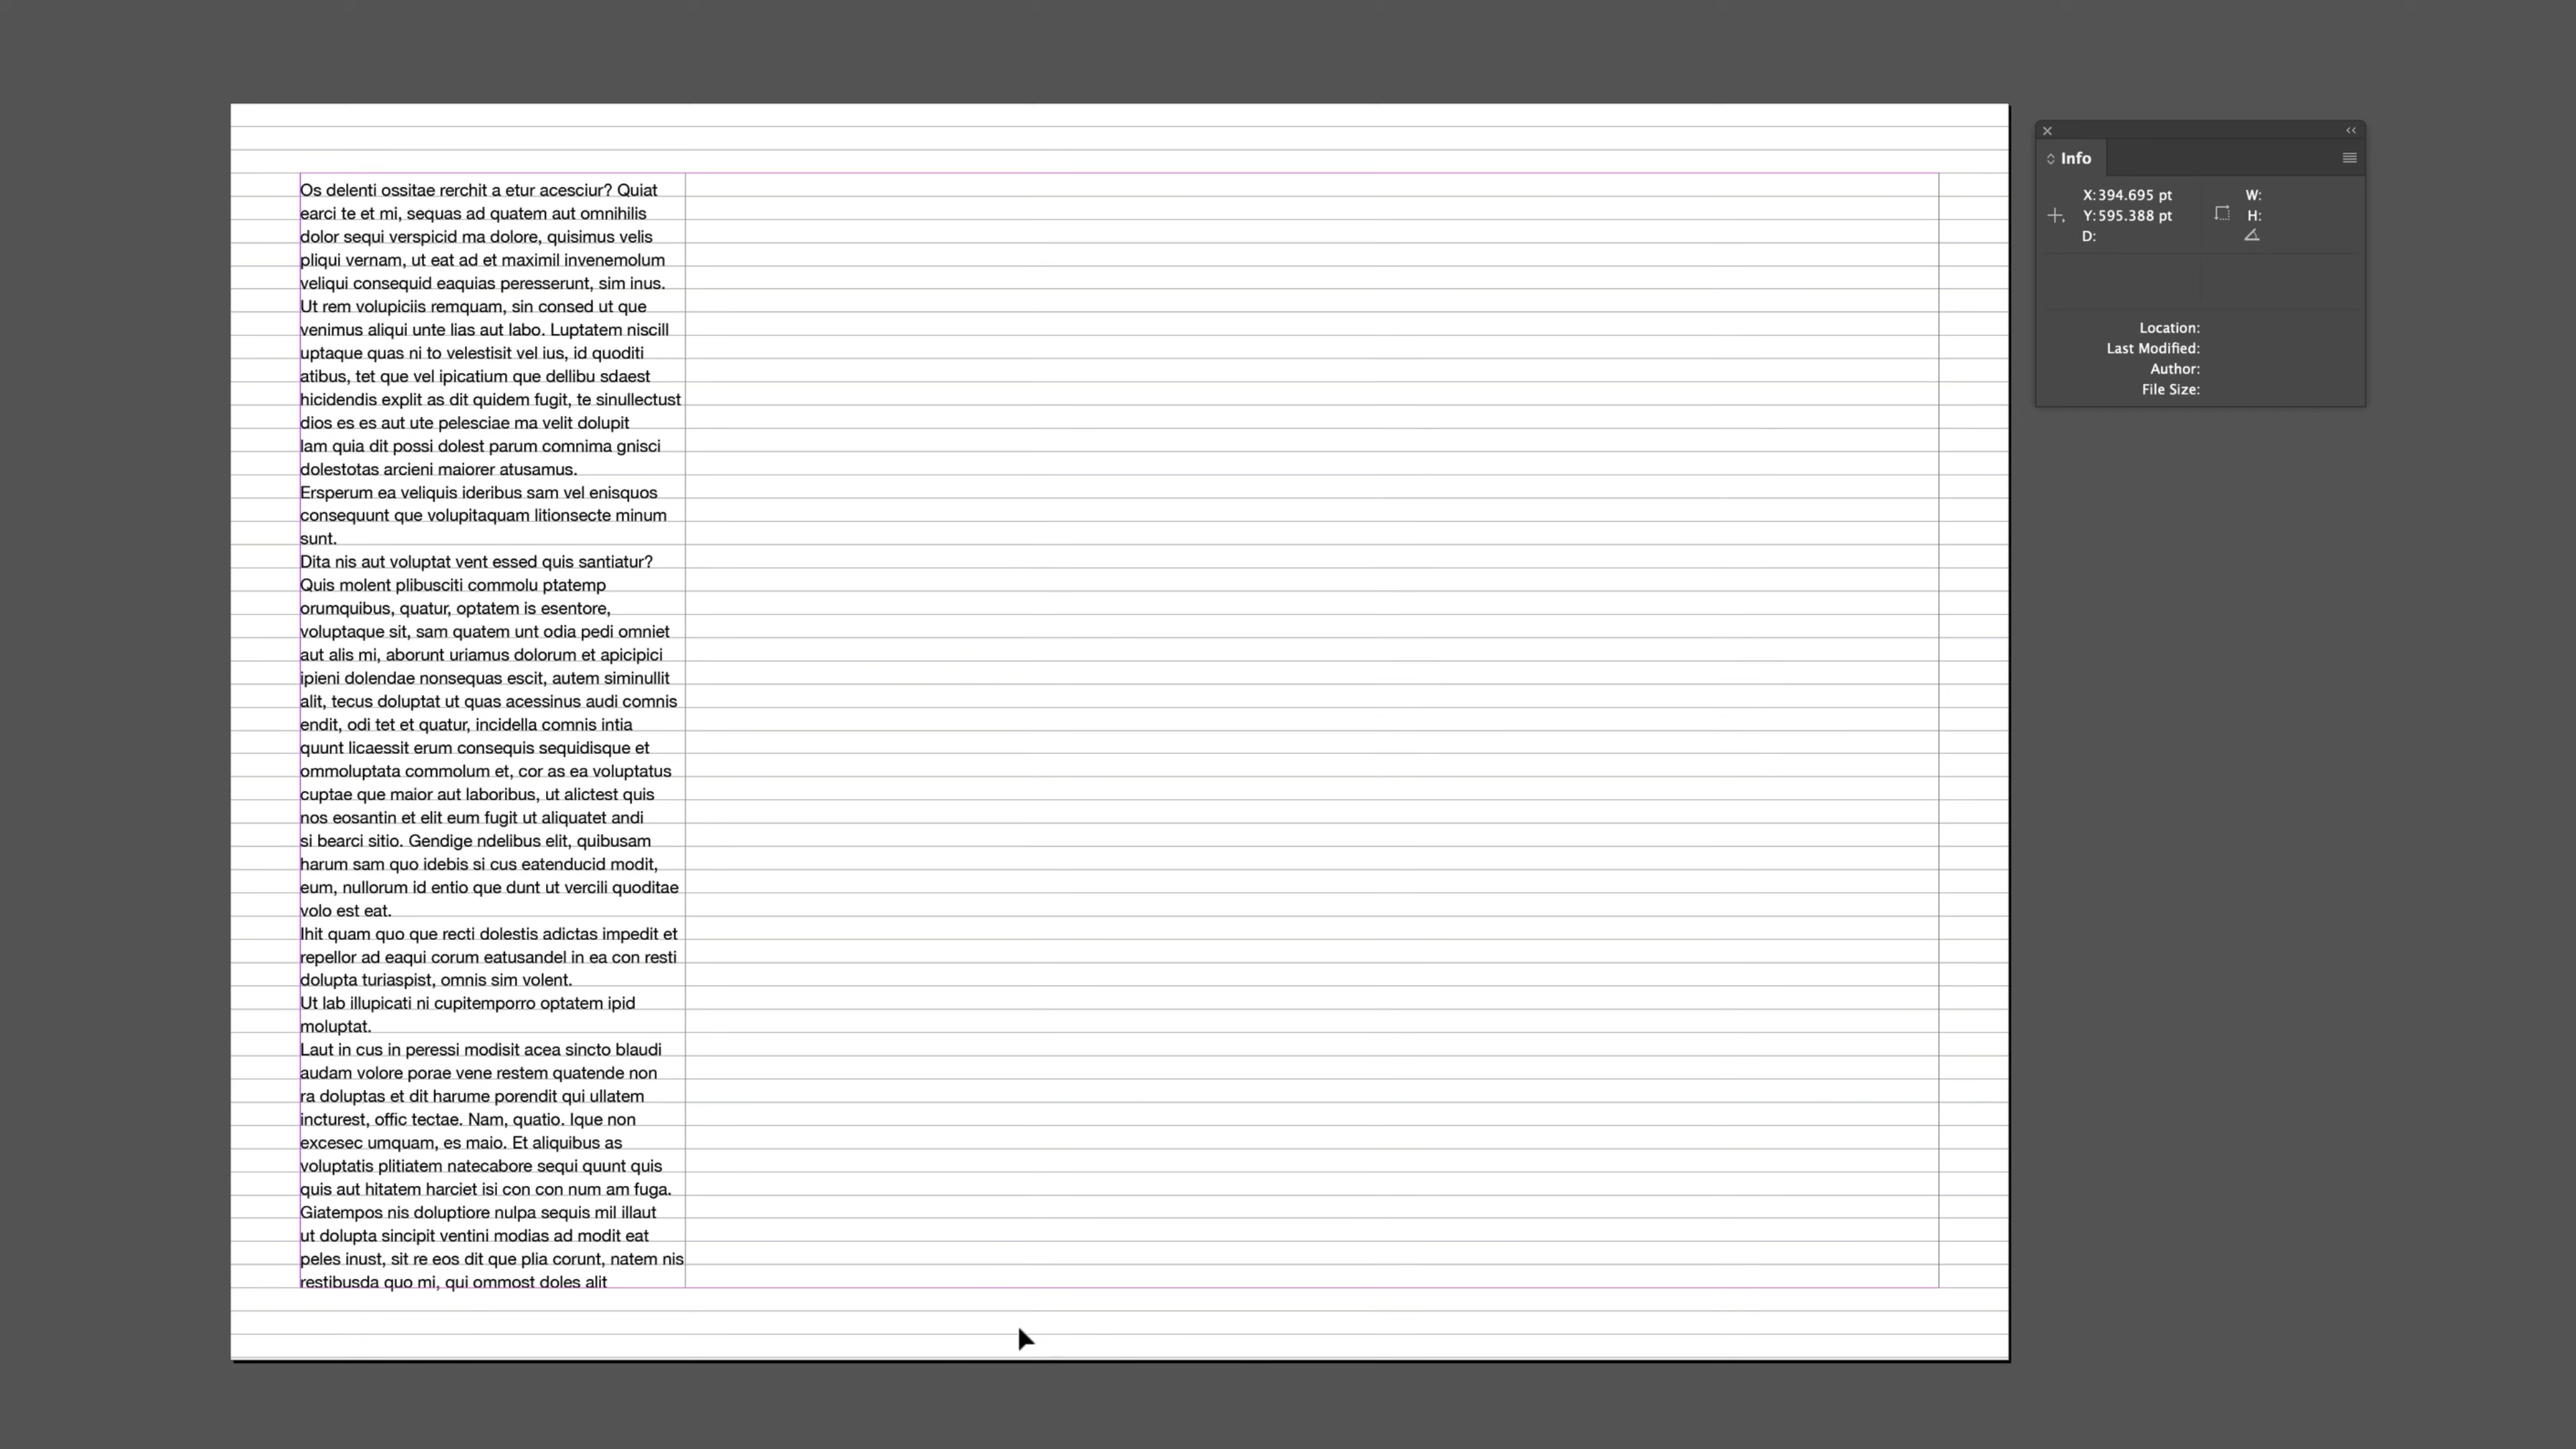 Os delenti ossitae rerchit a etur acesciur? Quiat
earci te et mi, sequas ad quatem aut omnihilis
dolor sequi verspicid ma dolore, quisimus velis
pliqui vernam, ut eat ad et maximil invenemolum
veliqui consequid eaquias peresserunt, sim inus.
Ut rem volupiciis remquam, sin consed ut que
venimus aliqui unte lias aut labo. Luptatem niscill
uptaque quas ni to velestisit vel ius, id quoditi
atibus, tet que vel ipicatium que dellibu sdaest
hicidendis explit as dit quidem fugit, te sinullectust
dios es es aut ute pelesciae ma velit dolupit
lam quia dit possi dolest parum comnima gnisci
dolestotas arcieni maiorer atusamus.
Ersperum ea veliquis ideribus sam vel enisquos
consequunt que volupitaquam litionsecte minum
sunt.
Dita nis aut voluptat vent essed quis santiatur?
Quis molent plibusciti commolu ptatemp
orumquibus, quatur, optatem is esentore,
voluptaque sit, sam quatem unt odia pedi omniet
aut alis mi, aborunt uriamus dolorum et apicipici
ipieni dolendae nonsequas escit, autem siminullit
alit, tecus doluptat ut quas acessinus audi comnis
endit, odi tet et quatur, incidella comnis intia
quunt licaessit erum consequis sequidisque et
ommoluptata commolum et, cor as ea voluptatus
cuptae que maior aut laboribus, ut alictest quis
nos eosantin et elit eum fugit ut aliquatet andi
si bearci sitio. Gendige ndelibus elit, quibusam
harum sam quo idebis si cus eatenducid modit,
eum, nullorum id entio que dunt ut vercili quoditae
volo est eat.
Ihit quam quo que recti dolestis adictas impedit et
repellor ad eaqui corum eatusandel in ea con resti
dolupta turiaspist, omnis sim volent.
Ut lab illupicati ni cupitemporro optatem ipid
moluptat.
Laut in cus in peressi modisit acea sincto blaudi
audam volore porae vene restem quatende non
ra doluptas et dit harume porendit qui ullatem
incturest, offic tectae. Nam, quatio. Ique non
excesec umquam, es maio. Et aliquibus as
voluptatis plitiatem natecabore sequi quunt quis
quis aut hitatem harciet isi con con num am fuga.
Giatempos nis doluptiore nulpa sequis mil illaut
ut dolupta sincipit ventini modias ad modit eat
peles inust, sit re eos dit que plia corunt, natem nis
restibusda quo mi, qui ommost doles alit
Info
X: 394.695 pt
Y: 595.388 pt
D:
W:
H:
Location:
Last Modified:
Author:
File Size: